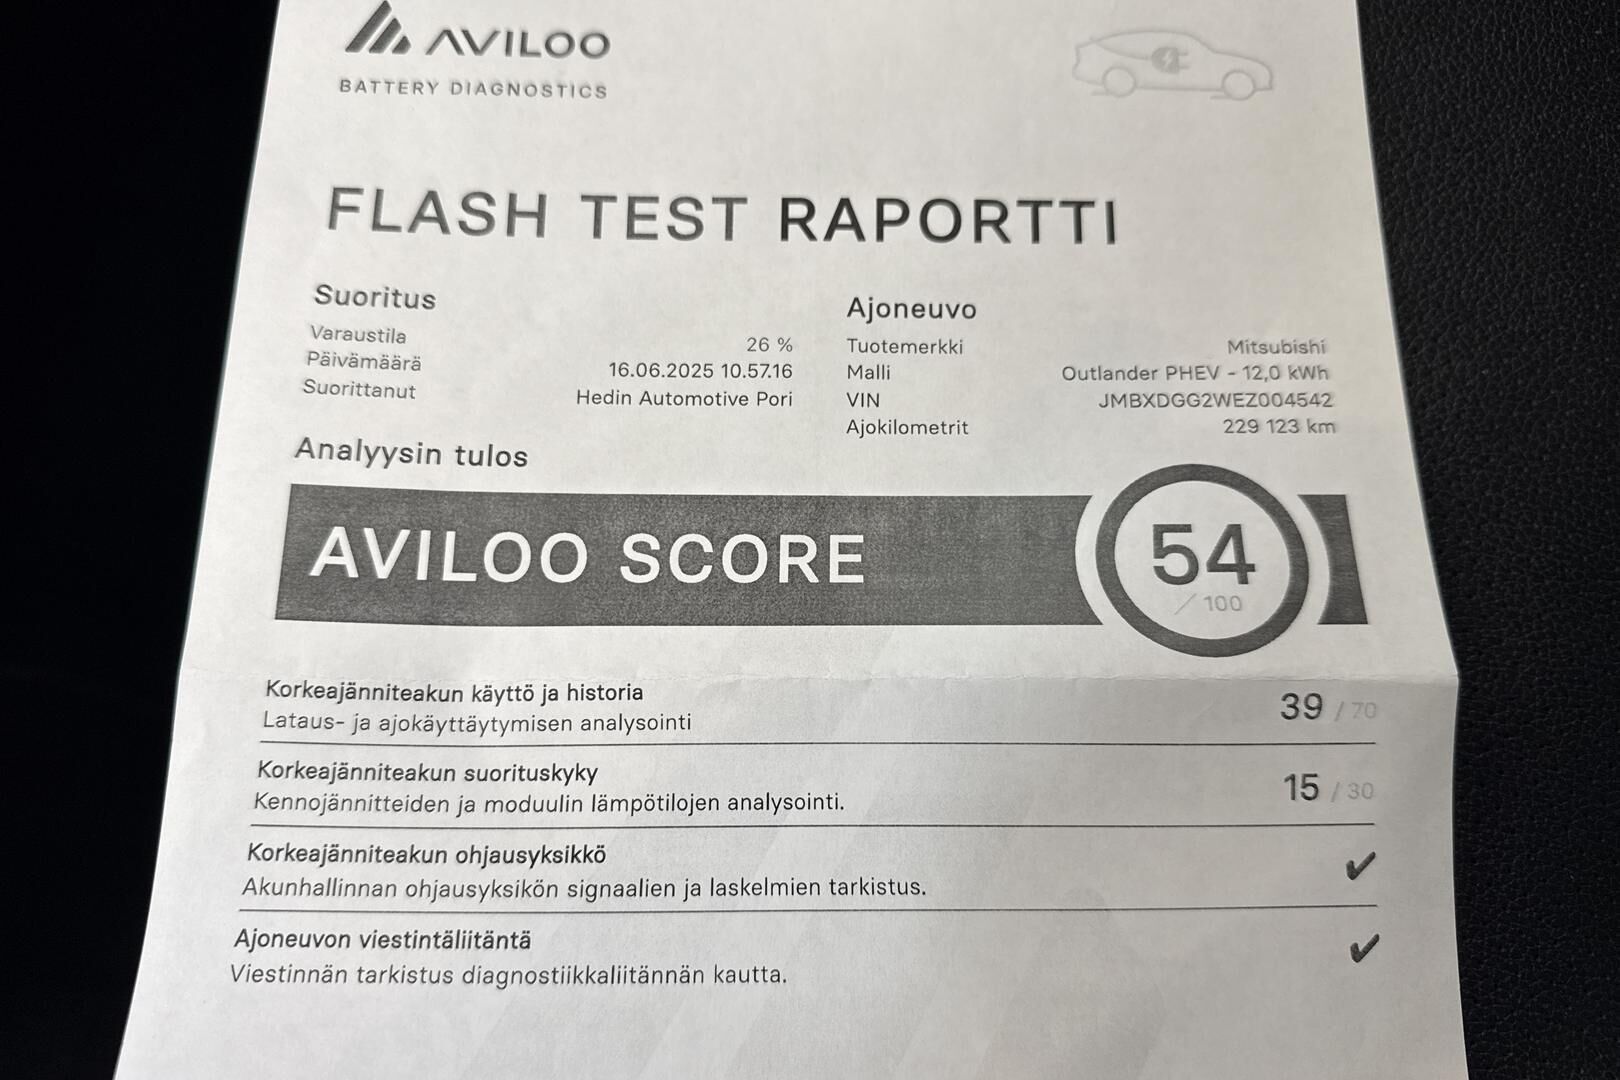 AVILOO
BATTERY DIAGNOSTICS
FLASH TEST RAPORTTI
Suoritus
Varaustila 26 %
Päivämäärä 16.06.2025 10.57.16
Suorittanut Hedin Automotive Pori
Ajoneuvo
Tuotemerkki Mitsubishi
Malli Outlander PHEV - 12,0 kWh
VIN JMBXDGG2WEZ004542
Ajokilometrit 229 123 km
Analyysin tulos
AVILOO SCORE 54
/ 100
Korkeajänniteakun käyttö ja historia 39 / 70
Lataus- ja ajokäyttäytymisen analysointi
Korkeajänniteakun suorituskyky 15 / 30
Kennojännitteiden ja moduulin lämpötilojen analysointi.
Korkeajänniteakun ohjausyksikkö ✔
Akunhallinnan ohjausyksikön signaalien ja laskelmien tarkistus.
Ajoneuvon viestintäliitäntä ✔
Viestinnän tarkistus diagnostiikkaliitännän kautta.